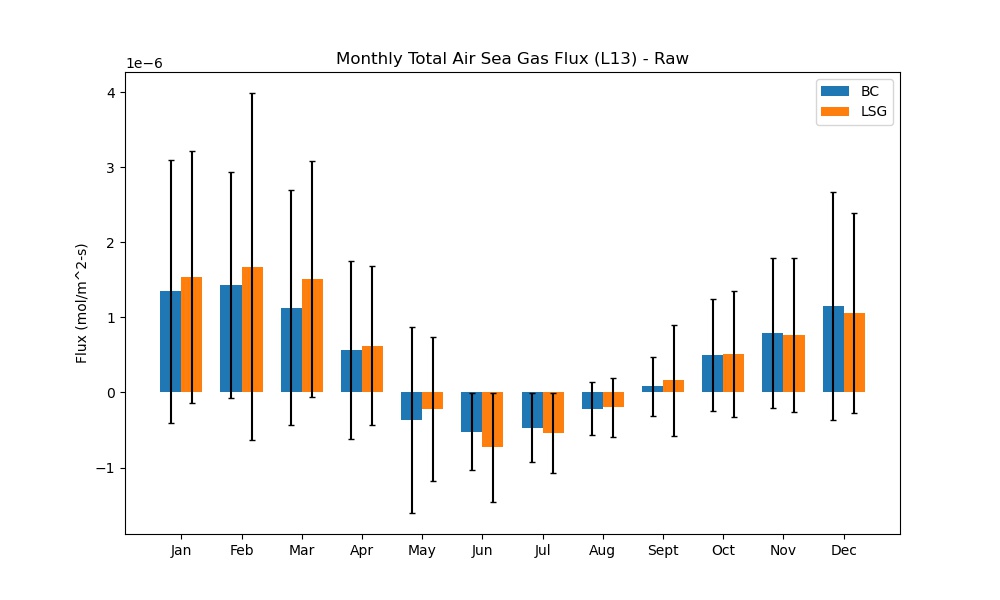 Monthly Total Air Sea Gas Flux (L13) - Raw
1e−6
BC
LSG
4
3
2
1
0
−1
Flux (mol/m^2-s)
Jan Feb Mar Apr May Jun Jul Aug Sept Oct Nov Dec